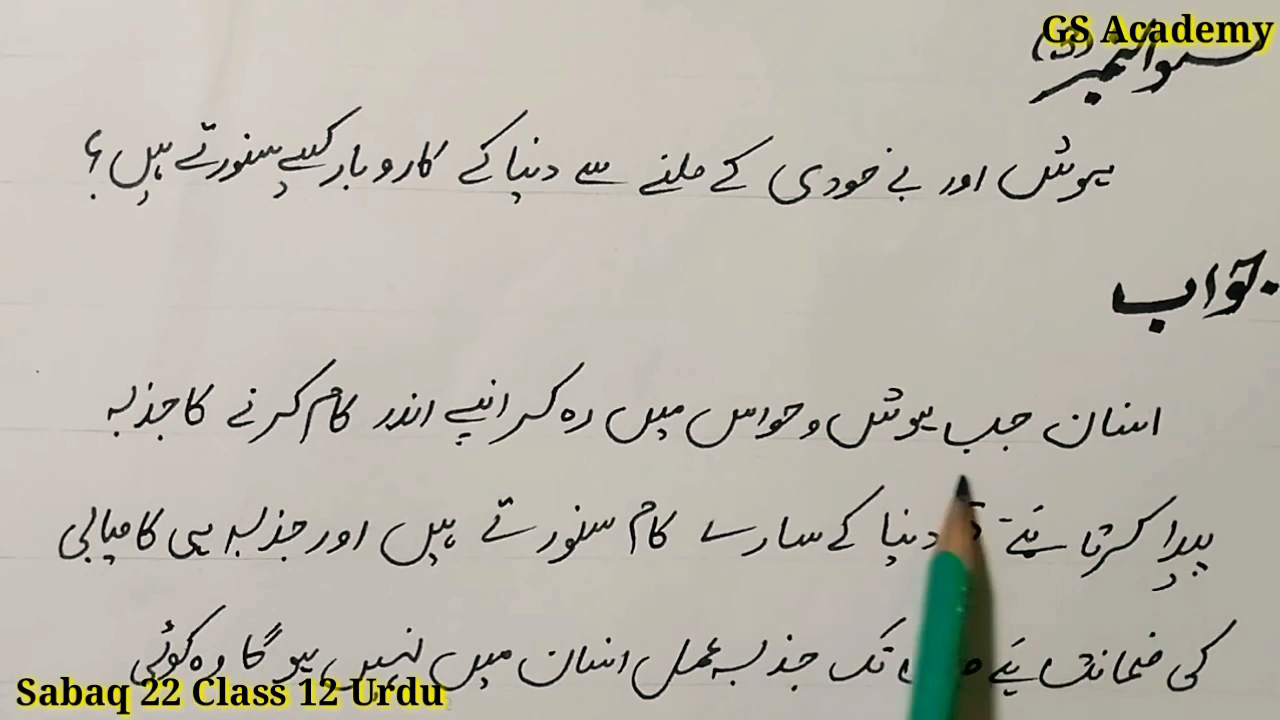 GS Academy
سوال نمبر (3)
ہوش اور بے خودی کے ملنے سے دنیا کے کاروبار کیسے سنورتے ہیں؟
جواب
انسان جب ہوش و حواس میں رہ کر اپنے اندر کام کرنے کا جذبہ
پیدا کرتا ہے دنیا کے سارے کام سنورتے ہیں اور جذبہ ہی کامیابی
کی ضمانت ہے تک جذبہ عمل انسان میں نہیں ہو گا وہ کوئی
Sabaq 22 Class 12 Urdu